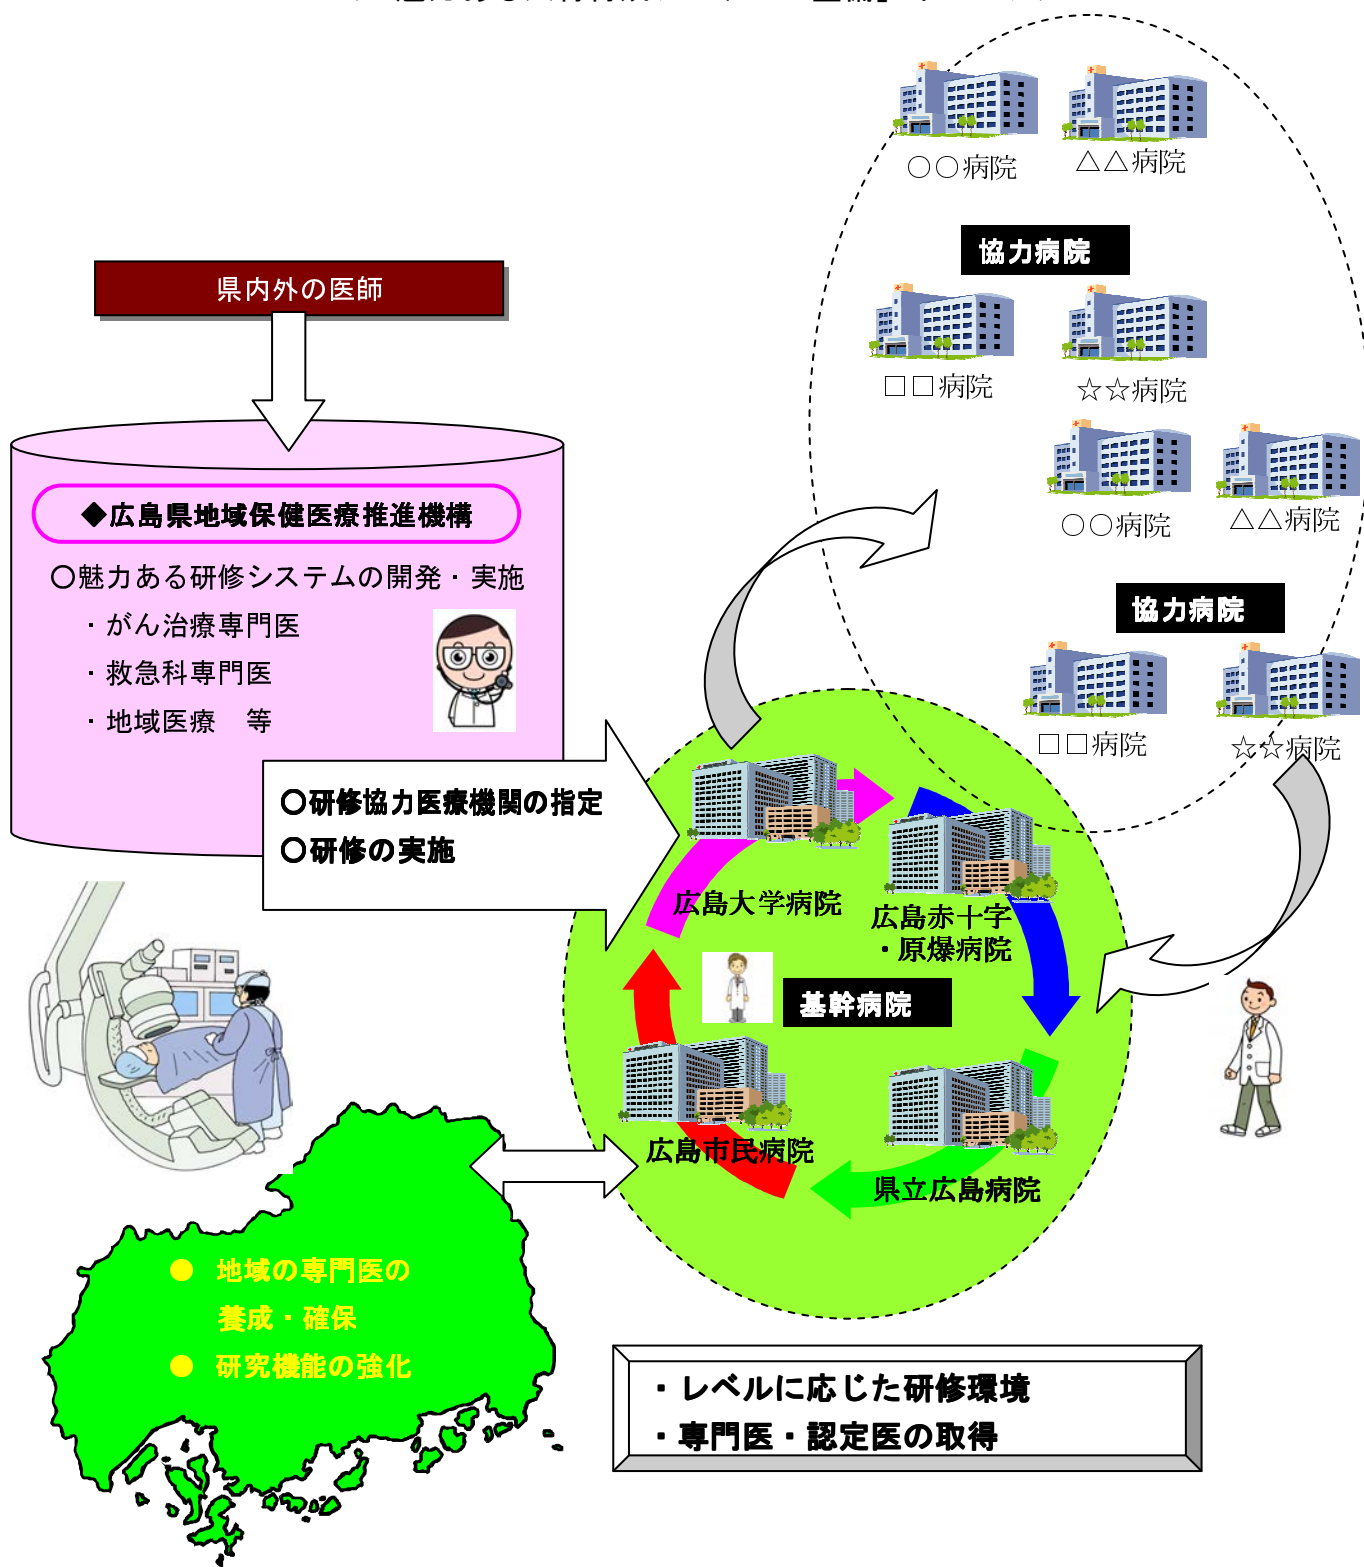 県内外の医師
◆広島県地域保健医療推進機構
○魅力ある研修システムの開発・実施
・がん治療専門医
・救急科専門医
・地域医療　等
○研修協力医療機関の指定
○研修の実施
○○病院
△△病院
協力病院
□□病院
☆☆病院
○○病院
△△病院
協力病院
□□病院
☆☆病院
広島大学病院
広島赤十字
・原爆病院
基幹病院
広島市民病院
県立広島病院
● 地域の専門医の
養成・確保
● 研究機能の強化
・レベルに応じた研修環境
・専門医・認定医の取得